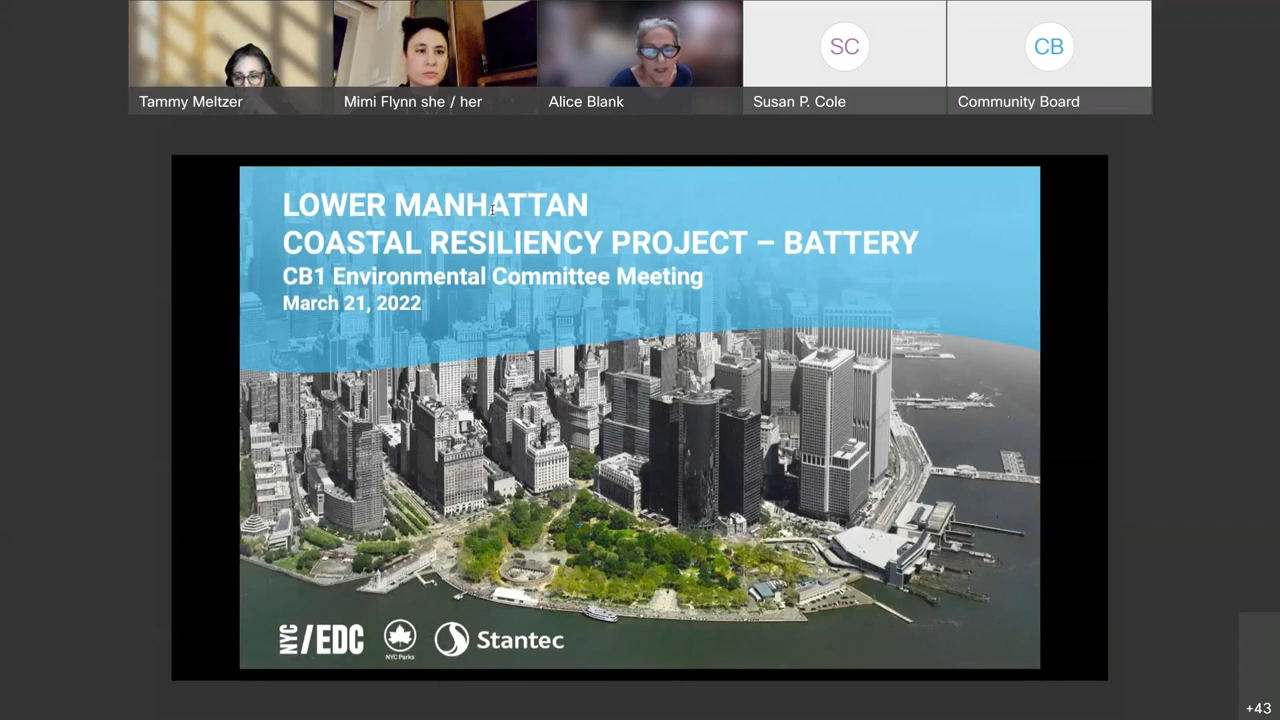 Tammy Meltzer
Mimi Flynn she / her
Alice Blank
SC
Susan P. Cole
CB
Community Board
LOWER MANHATTAN
COASTAL RESILIENCY PROJECT – BATTERY
CB1 Environmental Committee Meeting
March 21, 2022
NYC/EDC
NYC Parks
Stantec
+43